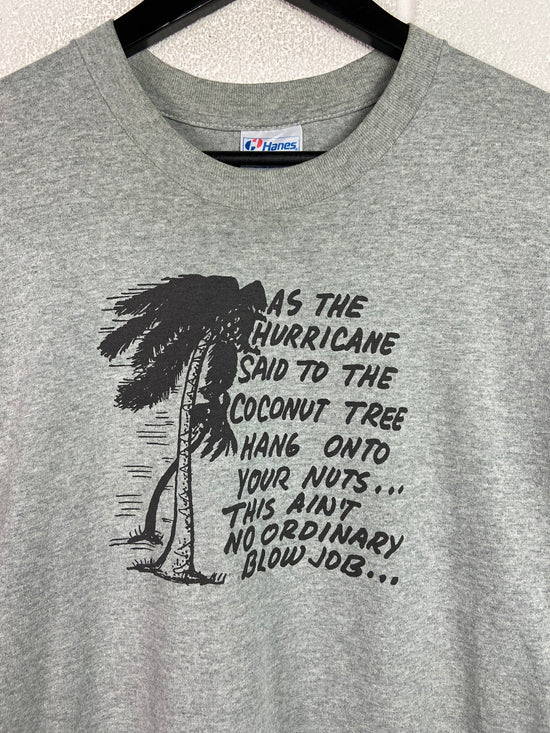 Hanes
AS THE
HURRICANE
SAID TO THE
COCONUT TREE
HANG ONTO
YOUR NUTS...
THIS AIN'T
NO ORDINARY
BLOW JOB...